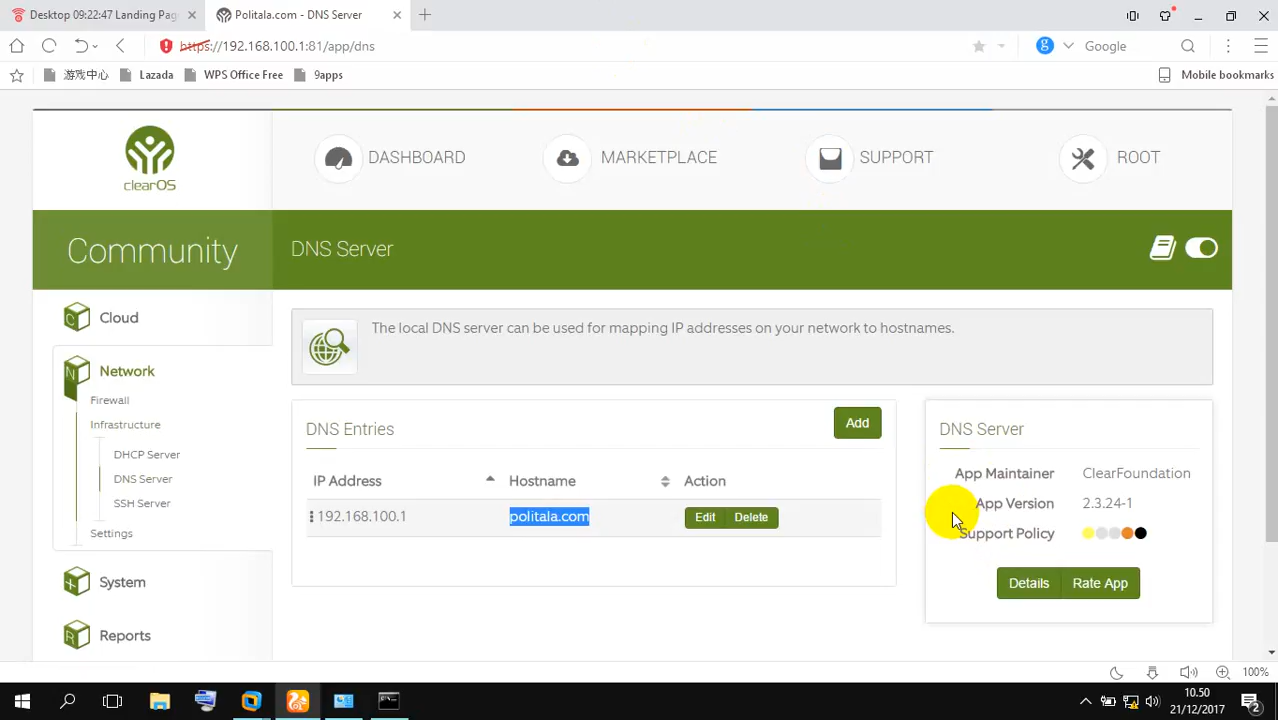 Desktop 09:22:47 Landing Pag
Politala.com - DNS Server
https://192.168.100.1:81/app/dns
Google
游戏中心
Lazada
WPS Office Free
9apps
Mobile bookmarks
clearOS
DASHBOARD
MARKETPLACE
SUPPORT
ROOT
Community
DNS Server
Cloud
Network
Firewall
Infrastructure
DHCP Server
DNS Server
SSH Server
Settings
System
Reports
The local DNS server can be used for mapping IP addresses on your network to hostnames.
DNS Entries
Add
IP Address
Hostname
Action
192.168.100.1
politala.com
Edit
Delete
DNS Server
App Maintainer
ClearFoundation
App Version
2.3.24-1
Support Policy
Details
Rate App
100%
10.50
21/12/2017
2